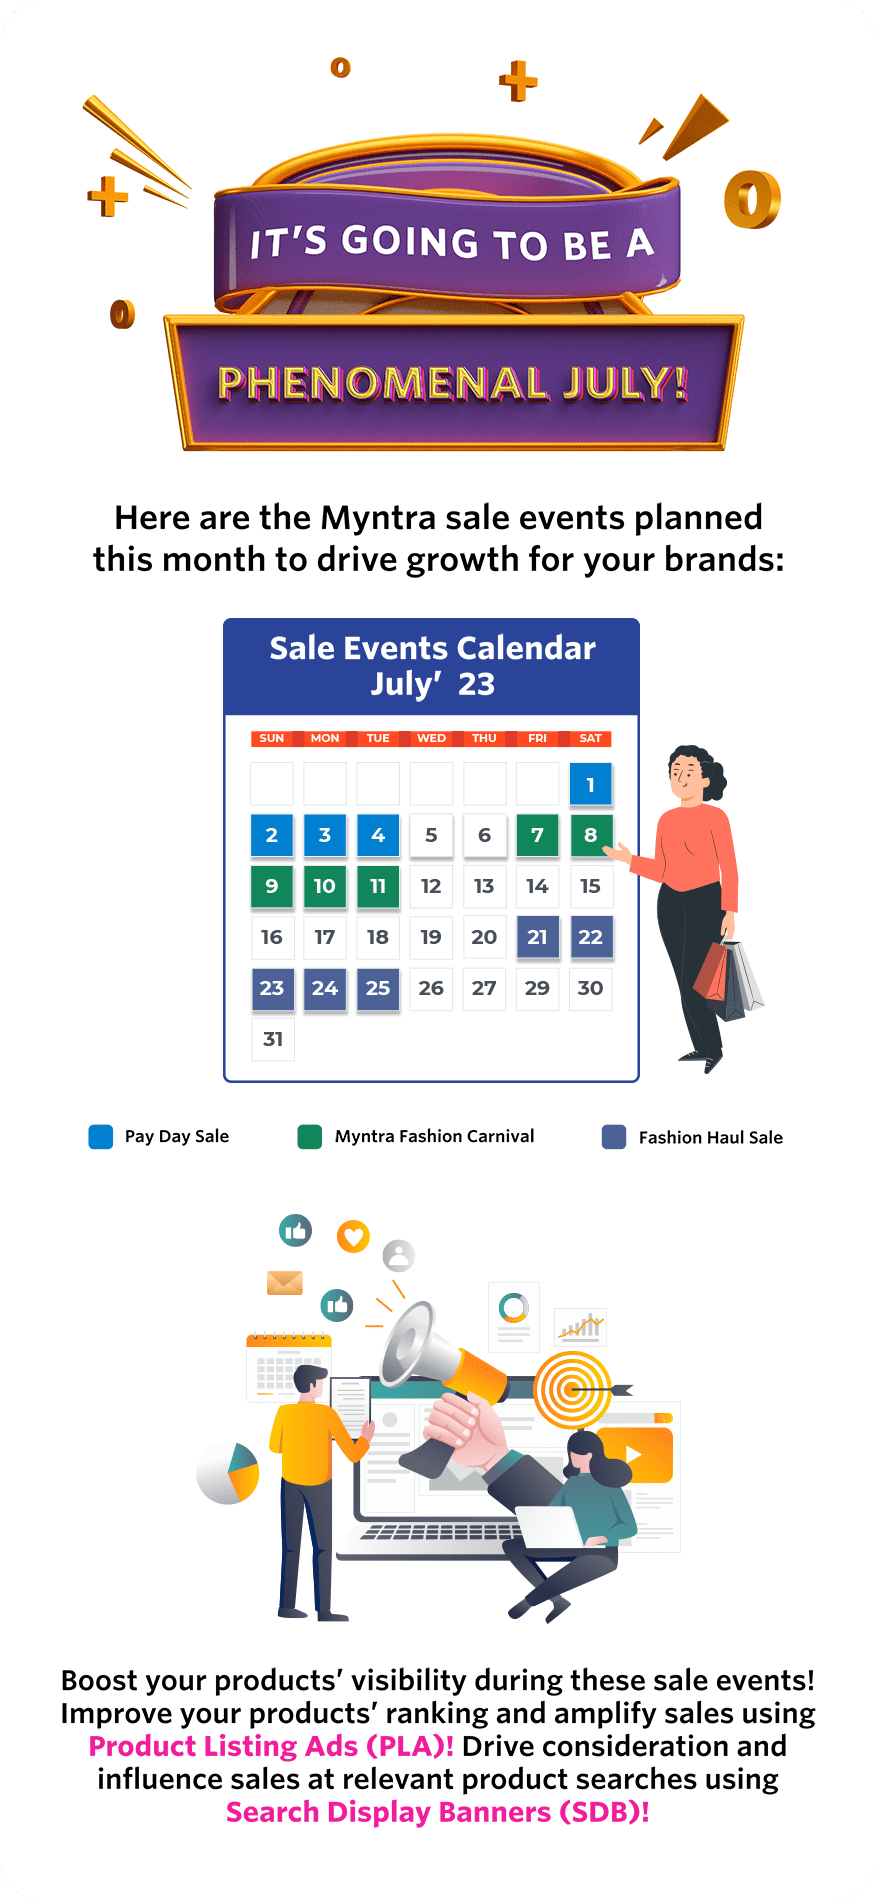 IT'S GOING TO BE A
PHENOMENAL JULY!
Here are the Myntra sale events planned
this month to drive growth for your brands:
Sale Events Calendar
July' 23
SUN MON TUE WED THU FRI SAT
1
2 3 4 5 6 7 8
9 10 11 12 13 14 15
16 17 18 19 20 21 22
23 24 25 26 27 29 30
31
Pay Day Sale Myntra Fashion Carnival Fashion Haul Sale
Boost your products' visibility during these sale events!
Improve your products' ranking and amplify sales using
Product Listing Ads (PLA)! Drive consideration and
influence sales at relevant product searches using
Search Display Banners (SDB)!